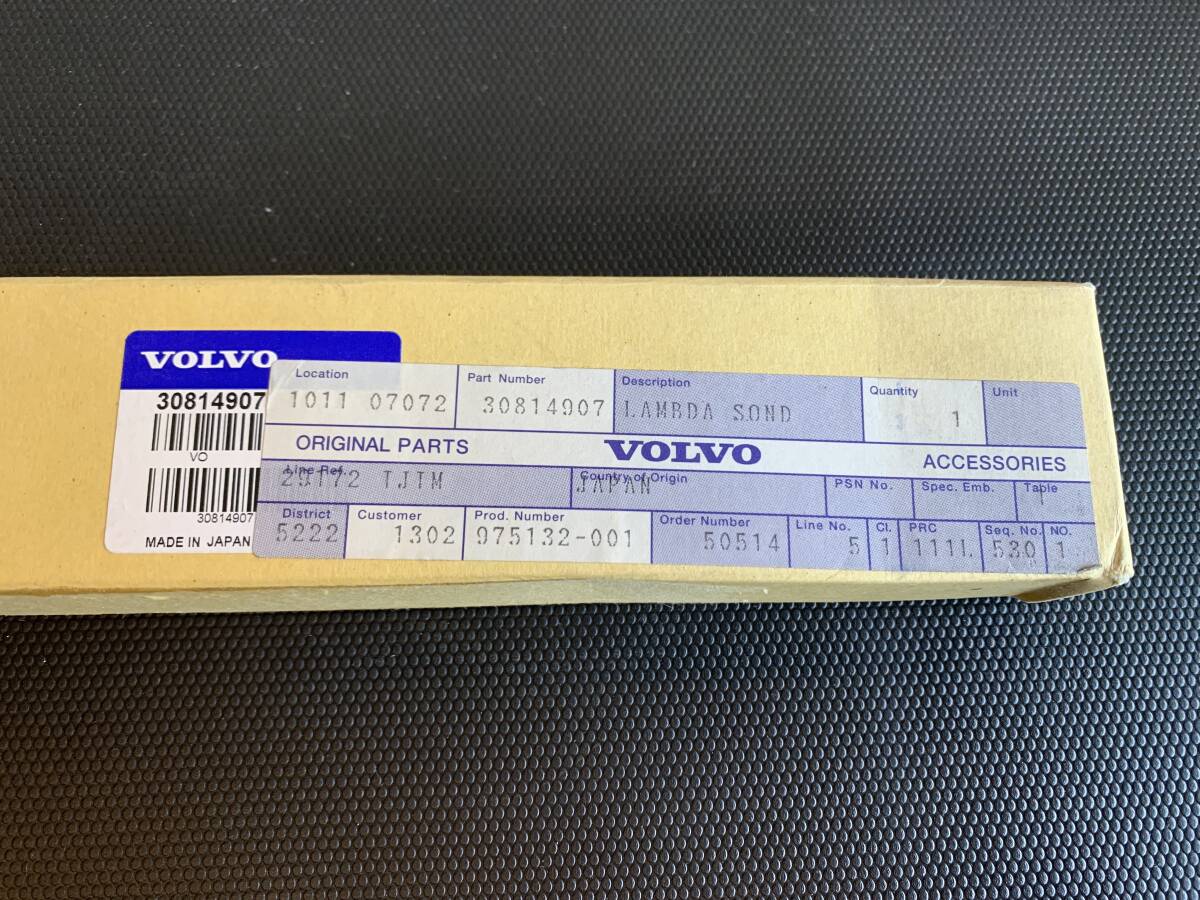 VOLVO
30814907
VO
30814907
MADE IN JAPAN
Location
1011 07072
Part Number
30814907
Description
LAMBDA SOND
Quantity
1
Unit
ORIGINAL PARTS VOLVO ACCESSORIES
Line Ref.
29172 IJIM
Country of Origin
JAPAN
PSN No.
Spec. Emb.
Table
District
5222
Customer
1302
Prod. Number
975132-001
Order Number
50514
Line No.
5
Cl.
1
PRC
111L
Seq. No.
530
NO.
1